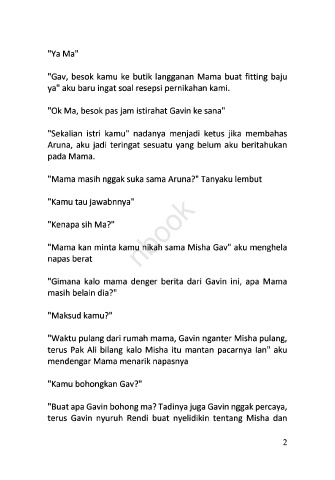 "Ya Ma"
"Gav, besok kamu ke butik langganan Mama buat fitting baju
ya" aku baru ingat soal resepsi pernikahan kami.
"Ok Ma, besok pas jam istirahat Gavin ke sana"
"Sekalian istri kamu" nadanya menjadi ketus jika membahas
Aruna, aku jadi teringat sesuatu yang belum aku beritahukan
pada Mama.
"Mama masih nggak suka sama Aruna?" Tanyaku lembut
"Kamu tau jawabnnya"
"Kenapa sih Ma?"
"Mama kan minta kamu nikah sama Misha Gav" aku menghela
napas berat
"Gimana kalo mama denger berita dari Gavin ini, apa Mama
masih belain dia?"
"Maksud kamu?"
"Waktu pulang dari rumah mama, Gavin nganter Misha pulang,
terus Pak Ali bilang kalo Misha itu mantan pacarnya Ian" aku
mendengar Mama menarik napasnya
"Kamu bohongkan Gav?"
"Buat apa Gavin bohong ma? Tadinya juga Gavin nggak percaya,
terus Gavin nyuruh Rendi buat nyelidikin tentang Misha dan
2